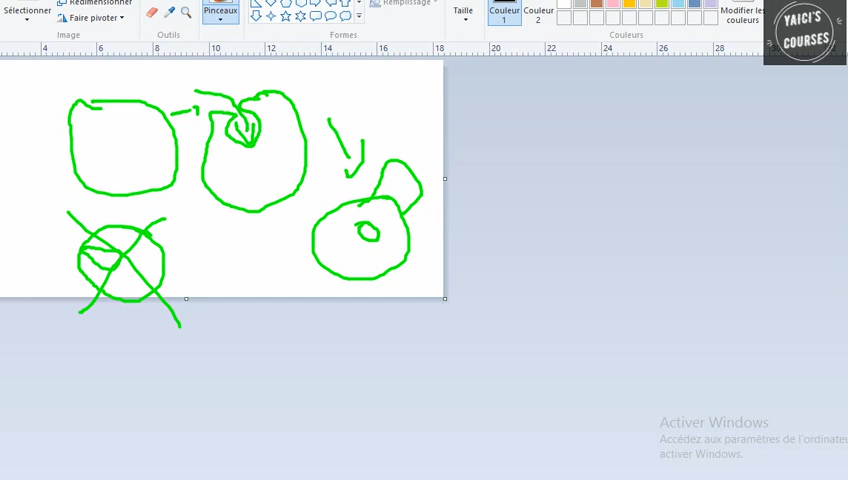 Redimensionner
Remplissage
Sélectionner
Faire pivoter
Pinceaux
Taille
Couleur
1
Couleur
2
Modifier les
couleurs
Image
Outils
Formes
Couleurs
4 6 8 10 12 14 16 18 20 22 24 26 28
YAICI'S
COURSES
Activer Windows
Accédez aux paramètres de l'ordinateu
activer Windows.